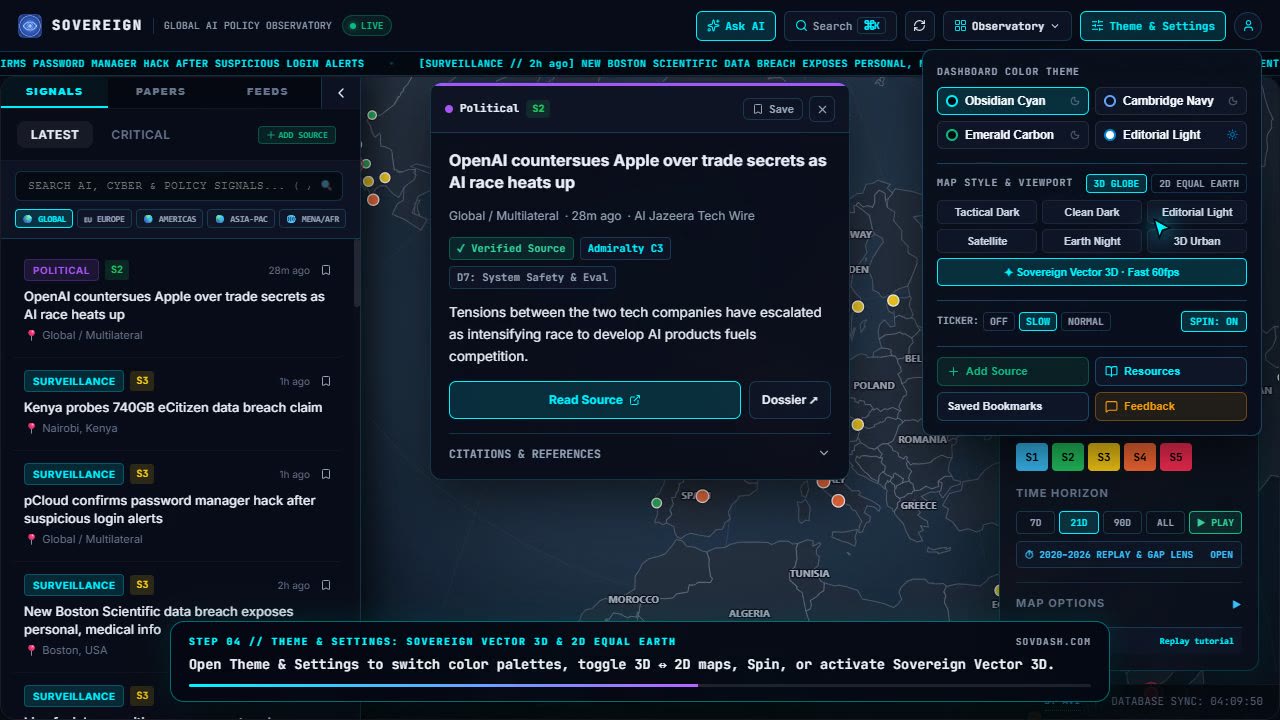 SOVEREIGN
GLOBAL AI POLICY OBSERVATORY
LIVE
Ask AI
Search ⌘K
Observatory
Theme & Settings
IRMS PASSWORD MANAGER HACK AFTER SUSPICIOUS LOGIN ALERTS
[SURVEILLANCE // 2h ago] NEW BOSTON SCIENTIFIC DATA BREACH EXPOSES PERSONAL,
SIGNALS
PAPERS
FEEDS
LATEST
CRITICAL
+ ADD SOURCE
SEARCH AI, CYBER & POLICY SIGNALS... ( /
GLOBAL
EU EUROPE
AMERICAS
ASIA-PAC
MENA/AFR
POLITICAL
S2
28m ago
OpenAI countersues Apple over trade secrets as
AI race heats up
Global / Multilateral
SURVEILLANCE
S3
1h ago
Kenya probes 740GB eCitizen data breach claim
Nairobi, Kenya
SURVEILLANCE
S3
1h ago
pCloud confirms password manager hack after
suspicious login alerts
Global / Multilateral
SURVEILLANCE
S3
2h ago
New Boston Scientific data breach exposes
personal, medical info
Boston, USA
SURVEILLANCE
S3
Political
S2
Save
OpenAI countersues Apple over trade secrets as
AI race heats up
Global / Multilateral · 28m ago · Al Jazeera Tech Wire
✓ Verified Source
Admiralty C3
D7: System Safety & Eval
Tensions between the two tech companies have escalated
as intensifying race to develop AI products fuels
competition.
Read Source
Dossier ↗
CITATIONS & REFERENCES
WAY
DEN
BEL
POLAND
ROMANIA
GREECE
TUNISIA
MOROCCO
ALGERIA
DASHBOARD COLOR THEME
Obsidian Cyan
Cambridge Navy
Emerald Carbon
Editorial Light
MAP STYLE & VIEWPORT
3D GLOBE
2D EQUAL EARTH
Tactical Dark
Clean Dark
Editorial Light
Satellite
Earth Night
3D Urban
✦ Sovereign Vector 3D · Fast 60fps
TICKER:
OFF
SLOW
NORMAL
SPIN: ON
+ Add Source
Resources
Saved Bookmarks
Feedback
S1
S2
S3
S4
S5
TIME HORIZON
7D
21D
90D
ALL
▶ PLAY
⏱ 2020–2026 REPLAY & GAP LENS
OPEN
MAP OPTIONS
▶
Replay tutorial
STEP 04 // THEME & SETTINGS: SOVEREIGN VECTOR 3D & 2D EQUAL EARTH
SOVDASH.COM
Open Theme & Settings to switch color palettes, toggle 3D ↔ 2D maps, Spin, or activate Sovereign Vector 3D.
DATABASE SYNC: 04:09:50